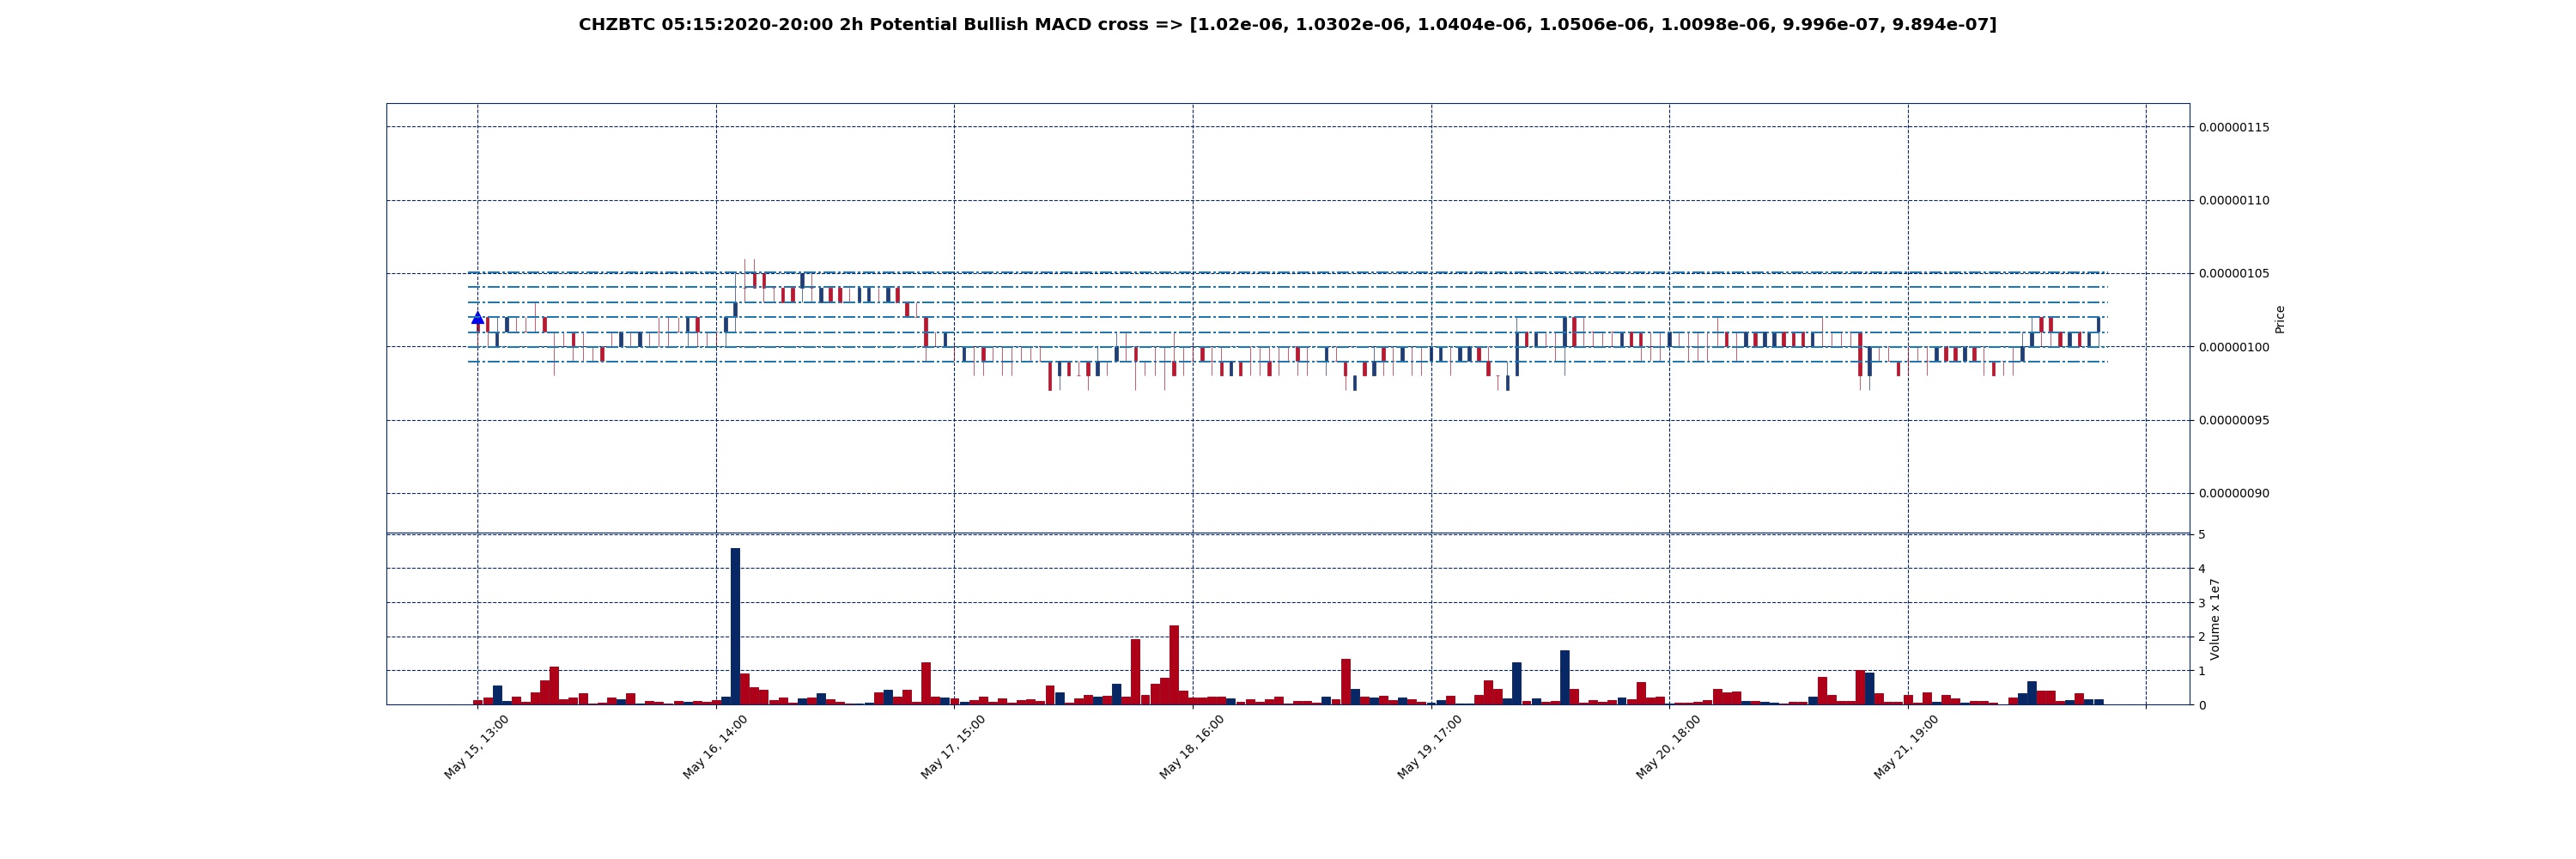 CHZBTC 05:15:2020-20:00 2h Potential Bullish MACD cross => [1.02e-06, 1.0302e-06, 1.0404e-06, 1.0506e-06, 1.0098e-06, 9.996e-07, 9.894e-07]
0.00000115
0.00000110
0.00000105
0.00000100
0.00000095
0.00000090
Price
5
4
3
2
1
0
Volume x 1e7
May 15, 13:00
May 16, 14:00
May 17, 15:00
May 18, 16:00
May 19, 17:00
May 20, 18:00
May 21, 19:00